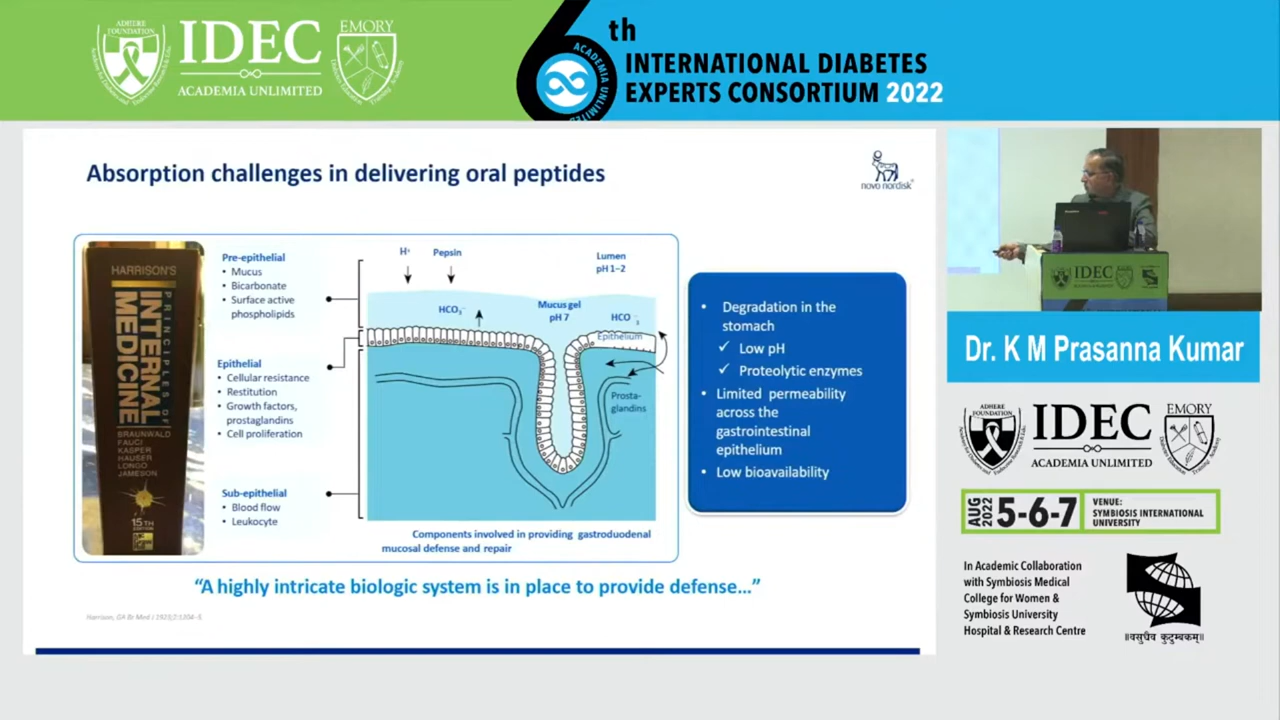 ADHERE
FOUNDATION
IDEC
ACADEMIA UNLIMITED
EMORY
6th
ACADEMIA UNLIMITED
INTERNATIONAL DIABETES
EXPERTS CONSORTIUM 2022
Absorption challenges in delivering oral peptides
novo nordisk®
HARRISON'S
PRINCIPLES OF
INTERNAL
MEDICINE
BRAUNWALD
FAUCI
KASPER
HAUSER
LONGO
JAMESON
15TH
EDITION
Pre-epithelial
• Mucus
• Bicarbonate
• Surface active
phospholipids
Epithelial
• Cellular resistance
• Restitution
• Growth factors,
prostaglandins
• Cell proliferation
Sub-epithelial
• Blood flow
• Leukocyte
H⁺
Pepsin
Lumen
pH 1–2
HCO₃⁻
Mucus gel
pH 7
HCO₃⁻
Epithelium
Prosta-
glandins
Components involved in providing gastroduodenal
mucosal defense and repair
• Degradation in the
stomach
✓ Low pH
✓ Proteolytic enzymes
• Limited permeability
across the
gastrointestinal
epithelium
• Low bioavailability
“A highly intricate biologic system is in place to provide defense...”
IDEC
Dr. K M Prasanna Kumar
ADHERE
FOUNDATION
IDEC
ACADEMIA UNLIMITED
EMORY
AUG
2022
5-6-7
VENUE:
SYMBIOSIS INTERNATIONAL
UNIVERSITY
In Academic Collaboration
with Symbiosis Medical
College for Women &
Symbiosis University
Hospital & Research Centre
॥वसुधैव कुटुम्बकम्॥